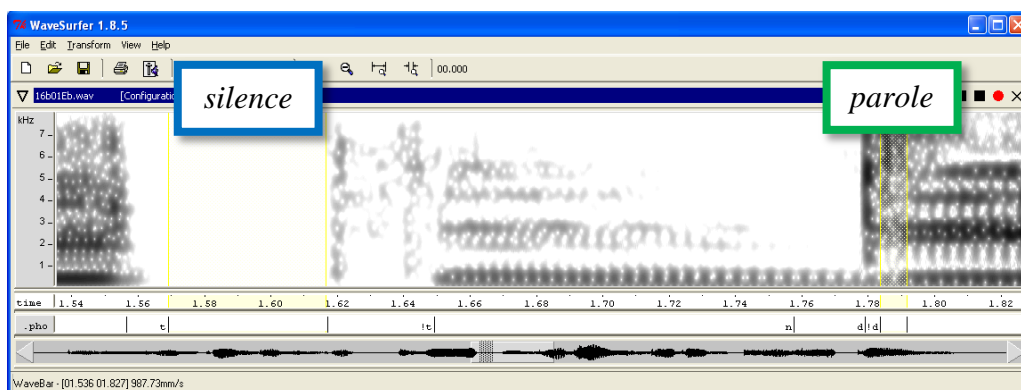 WaveSurfer 1.8.5
File Edit Transform View Help
00.000
16b01Eb.wav [Configuratio
silence
parole
kHz
7
6
5
4
3
2
1
time 1.54 1.56 1.58 1.60 1.62 1.64 1.66 1.68 1.70 1.72 1.74 1.76 1.78 1.80 1.82
.pho t !t n d !d
WaveBar - [01.536 01.827] 987.73mm/s